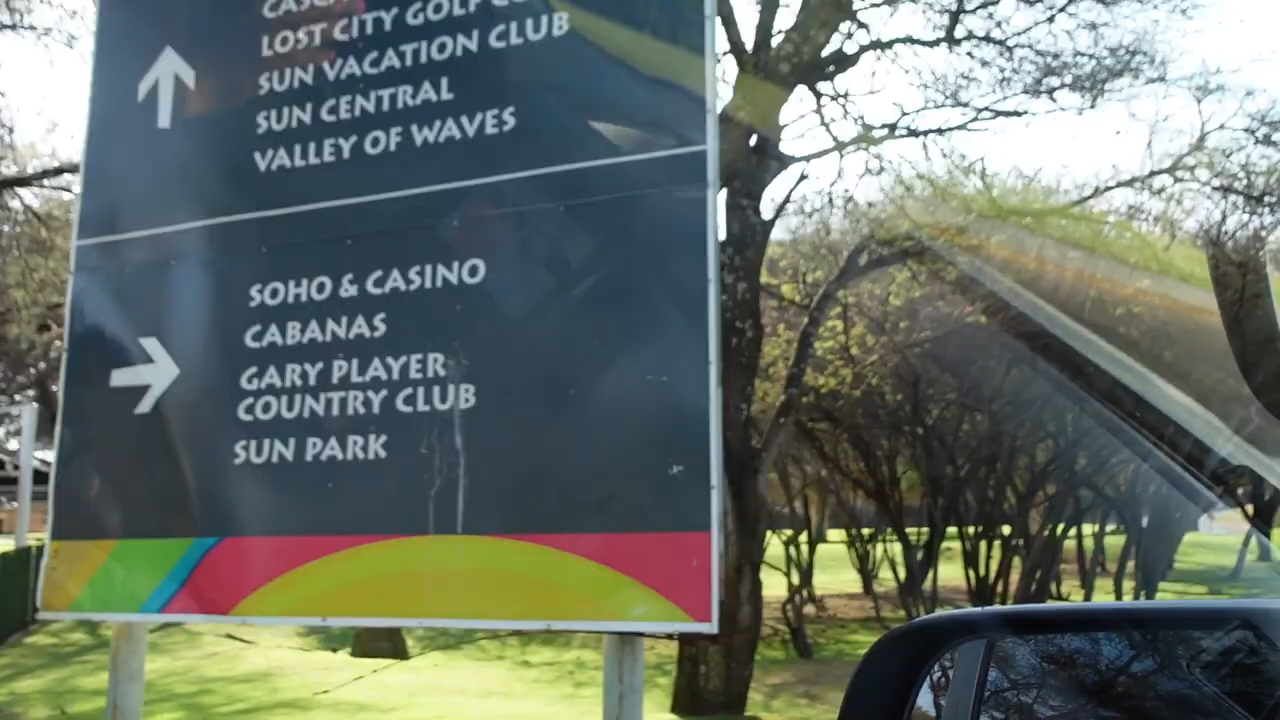 LOST CITY GOLF
SUN VACATION CLUB
SUN CENTRAL
VALLEY OF WAVES
SOHO & CASINO
CABANAS
GARY PLAYER
COUNTRY CLUB
SUN PARK